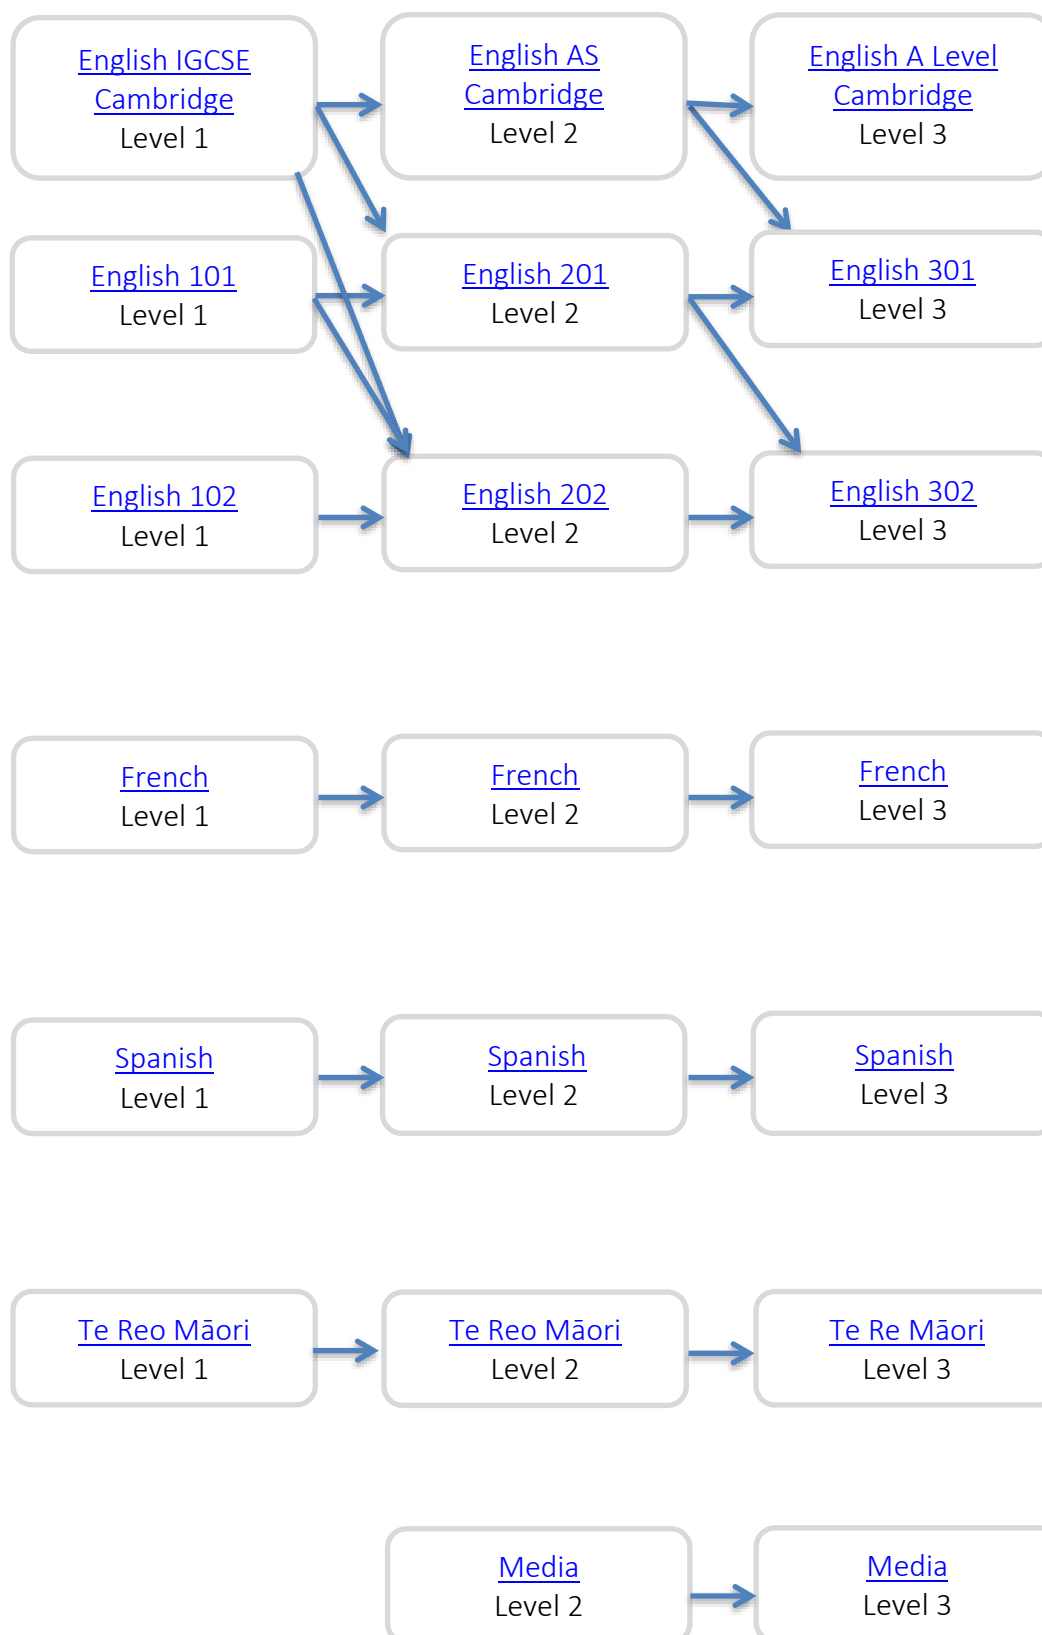 English IGCSE
Cambridge
Level 1
English AS
Cambridge
Level 2
English A Level
Cambridge
Level 3
English 101
Level 1
English 201
Level 2
English 301
Level 3
English 102
Level 1
English 202
Level 2
English 302
Level 3
French
Level 1
French
Level 2
French
Level 3
Spanish
Level 1
Spanish
Level 2
Spanish
Level 3
Te Reo Māori
Level 1
Te Reo Māori
Level 2
Te Re Māori
Level 3
Media
Level 2
Media
Level 3